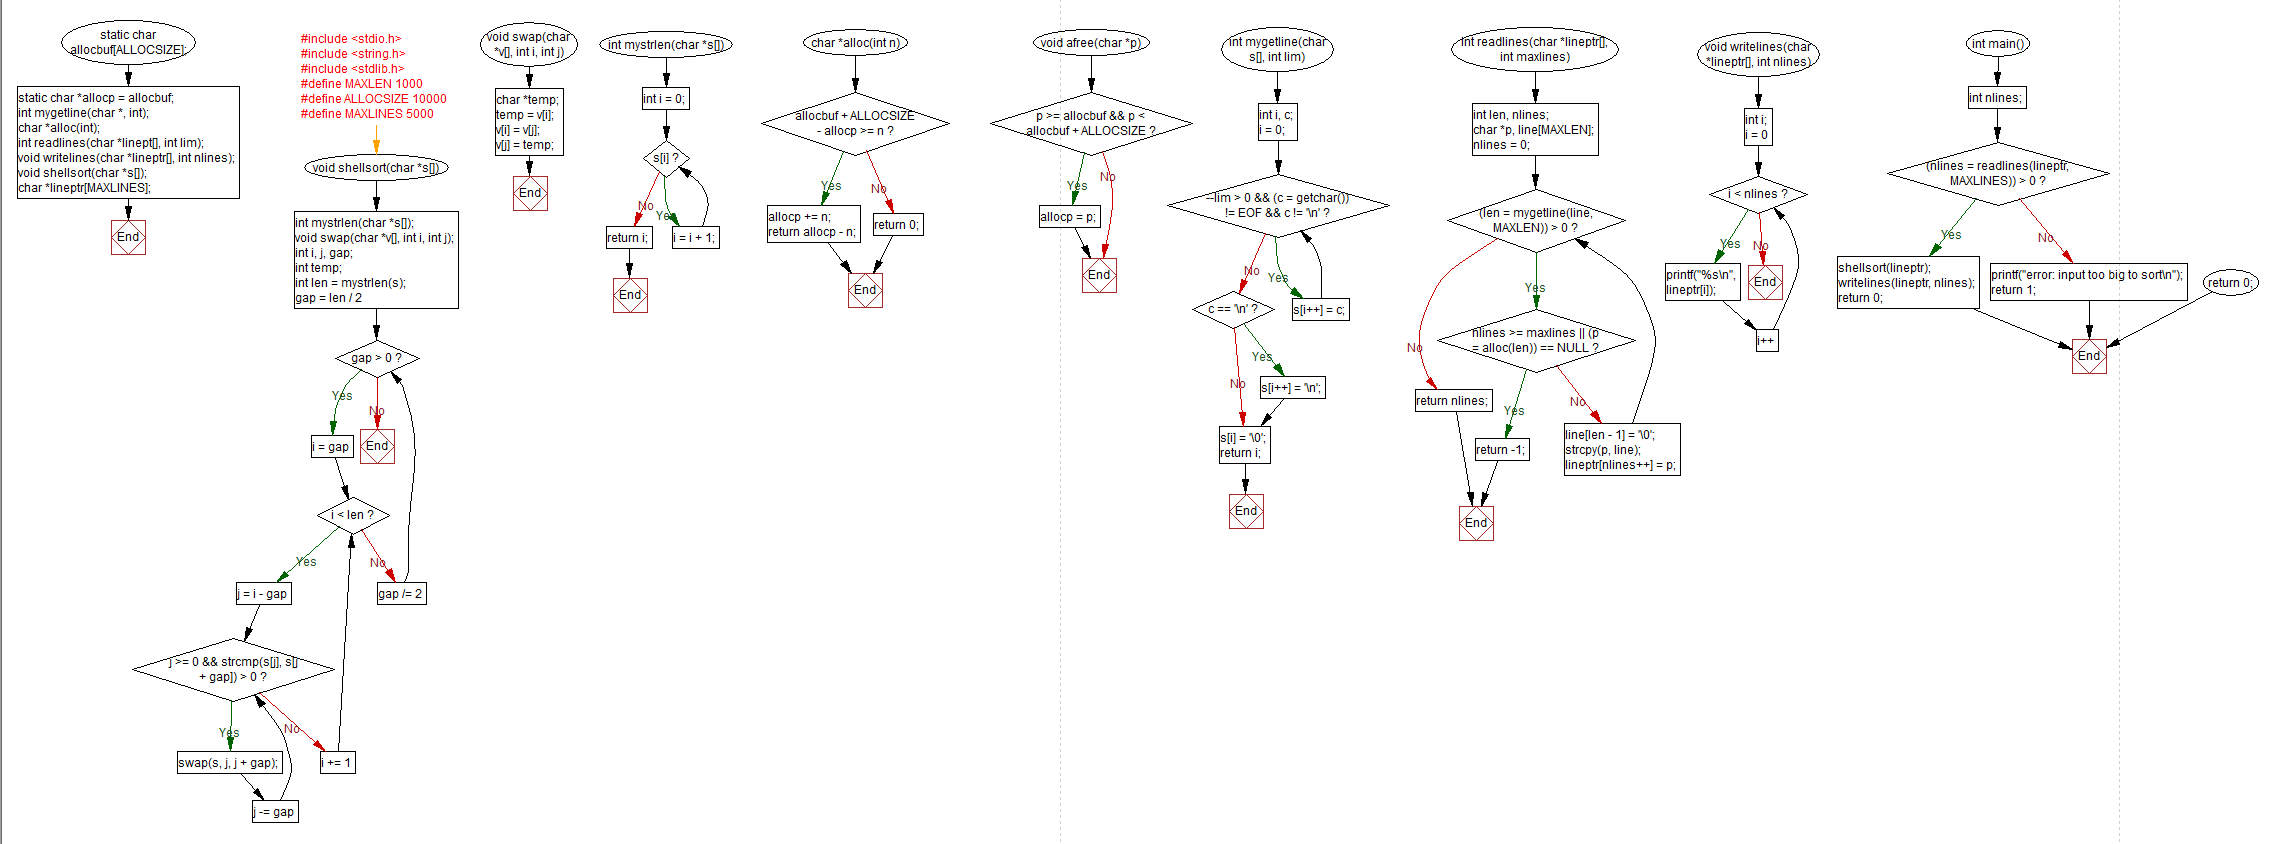 static char
allocbuf[ALLOCSIZE];
static char *allocp = allocbuf;
int mygetline(char *, int);
char *alloc(int);
int readlines(char *linept[], int lim);
void writelines(char *lineptr[], int nlines);
void shellsort(char *s[]);
char *lineptr[MAXLINES];
End
#include <stdio.h>
#include <string.h>
#include <stdlib.h>
#define MAXLEN 1000
#define ALLOCSIZE 10000
#define MAXLINES 5000
void shellsort(char *s[])
int mystrlen(char *s[]);
void swap(char *v[], int i, int j);
int i, j, gap;
int temp;
int len = mystrlen(s);
gap = len / 2
gap > 0 ?
Yes
No
i = gap
End
i < len ?
Yes
No
j = i - gap
gap /= 2
j >= 0 && strcmp(s[j], s[j
+ gap]) > 0 ?
Yes
No
swap(s, j, j + gap);
i += 1
j -= gap
void swap(char
*v[], int i, int j)
char *temp;
temp = v[i];
v[i] = v[j];
v[j] = temp;
End
int mystrlen(char *s[])
int i = 0;
s[i] ?
No
Yes
return i;
i = i + 1;
End
char *alloc(int n)
allocbuf + ALLOCSIZE
- allocp >= n ?
Yes
No
allocp += n;
return allocp - n;
return 0;
End
void afree(char *p)
p >= allocbuf && p <
allocbuf + ALLOCSIZE ?
Yes
No
allocp = p;
End
int mygetline(char
s[], int lim)
int i, c;
i = 0;
--lim > 0 && (c = getchar())
!= EOF && c != '\n' ?
No
Yes
c == '\n' ?
s[i++] = c;
Yes
No
s[i++] = '\n';
s[i] = '\0';
return i;
End
int readlines(char *lineptr[],
int maxlines)
int len, nlines;
char *p, line[MAXLEN];
nlines = 0;
(len = mygetline(line,
MAXLEN)) > 0 ?
Yes
No
nlines >= maxlines || (p
= alloc(len)) == NULL ?
return nlines;
Yes
No
return -1;
line[len - 1] = '\0';
strcpy(p, line);
lineptr[nlines++] = p;
End
void writelines(char
*lineptr[], int nlines)
int i;
i = 0
i < nlines ?
Yes
No
printf("%s\n",
lineptr[i]);
End
i++
int main()
int nlines;
(nlines = readlines(lineptr,
MAXLINES)) > 0 ?
Yes
No
shellsort(lineptr);
writelines(lineptr, nlines);
return 0;
printf("error: input too big to sort\n");
return 1;
return 0;
End